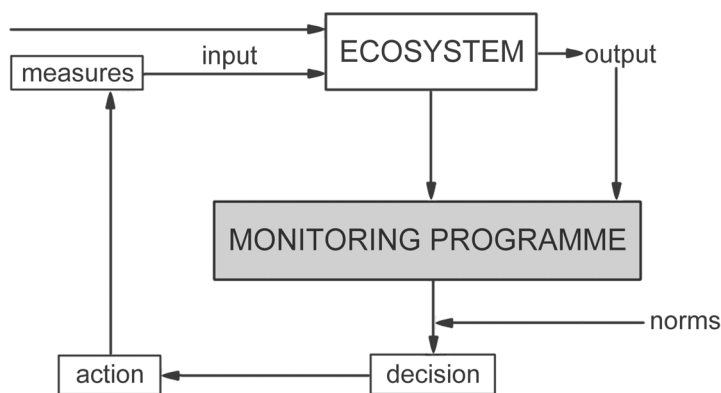 ECOSYSTEM
input
output
measures
MONITORING PROGRAMME
norms
action
decision